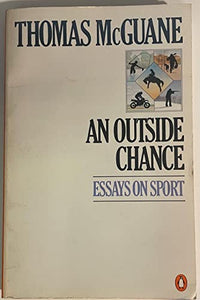 THOMAS McGUANE
AN OUTSIDE
CHANCE
ESSAYS ON SPORT